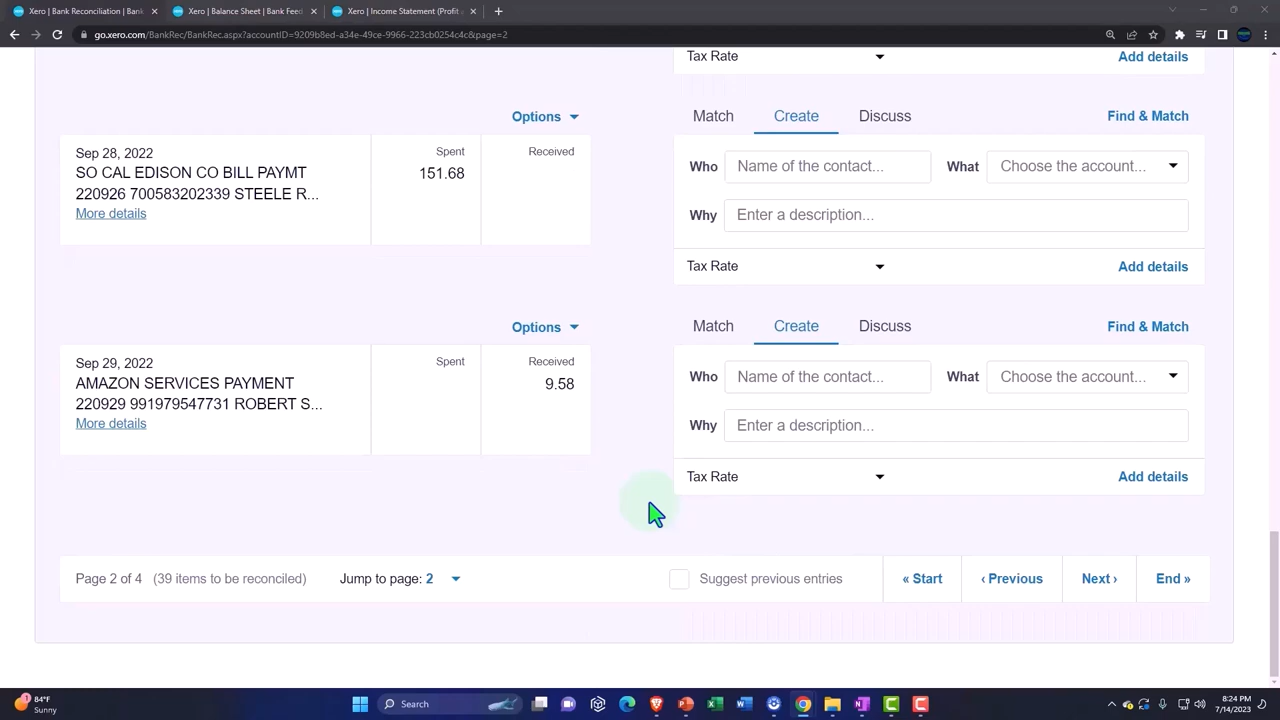 Xero | Bank Reconciliation | Bank
Xero | Balance Sheet | Bank Feed
Xero | Income Statement (Profit
go.xero.com/BankRec/BankRec.aspx?accountID=9209b8ed-a34e-49ce-9966-223cb0254c4c&page=2
Tax Rate
Add details
Options
Match
Create
Discuss
Find & Match
Sep 28, 2022
Spent
Received
SO CAL EDISON CO BILL PAYMT
151.68
220926 700583202339 STEELE R...
More details
Who
Name of the contact...
What
Choose the account...
Why
Enter a description...
Tax Rate
Add details
Options
Match
Create
Discuss
Find & Match
Sep 29, 2022
Spent
Received
AMAZON SERVICES PAYMENT
9.58
220929 991979547731 ROBERT S...
More details
Who
Name of the contact...
What
Choose the account...
Why
Enter a description...
Tax Rate
Add details
Page 2 of 4 (39 items to be reconciled)
Jump to page: 2
Suggest previous entries
« Start
‹ Previous
Next ›
End »
84°F
Sunny
Search
8:24 PM
7/14/2023